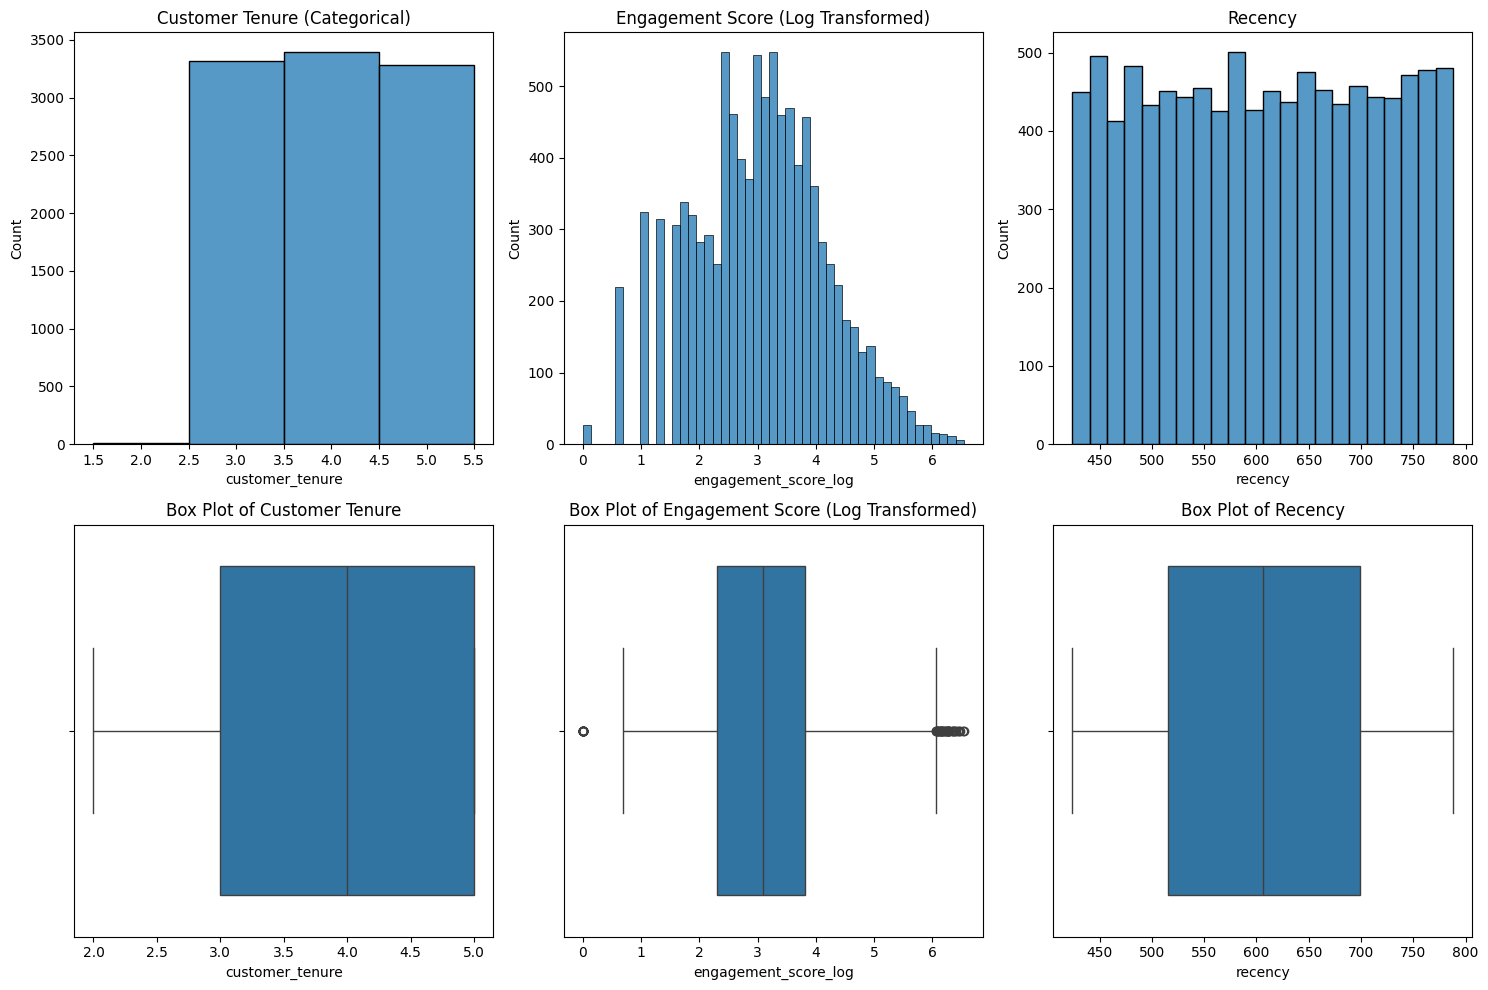 Customer Tenure (Categorical)
Count
3500
3000
2500
2000
1500
1000
500
0
1.5 2.0 2.5 3.0 3.5 4.0 4.5 5.0 5.5
customer_tenure
Engagement Score (Log Transformed)
Count
500
400
300
200
100
0
0 1 2 3 4 5 6
engagement_score_log
Recency
Count
500
400
300
200
100
0
450 500 550 600 650 700 750 800
recency
Box Plot of Customer Tenure
2.0 2.5 3.0 3.5 4.0 4.5 5.0
customer_tenure
Box Plot of Engagement Score (Log Transformed)
0 1 2 3 4 5 6
engagement_score_log
Box Plot of Recency
450 500 550 600 650 700 750 800
recency